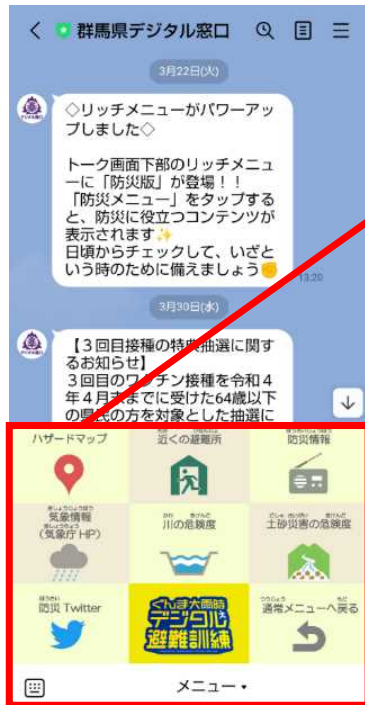 群馬県デジタル窓口
3月22日(火)
◇リッチメニューがパワーアッ
プしました◇
トーク画面下部のリッチメニュ
ーに「防災版」が登場！！
「防災メニュー」をタップする
と、防災に役立つコンテンツが
表示されます✨
日頃からチェックして、いざと
いう時のために備えましょう✊
13:20
3月30日(水)
【３回目接種の特典抽選に関す
るお知らせ】
３回目のワクチン接種を令和４
年４月末までに受けた64歳以下
の県民の方を対象とした抽選に
ハザードマップ
近くの避難所
防災情報
気象情報
(気象庁 HP)
川の危険度
土砂災害の危険度
防災 Twitter
ぐんま大雨時
デジタル
避難訓練
通常メニューへ戻る
メニュー▾